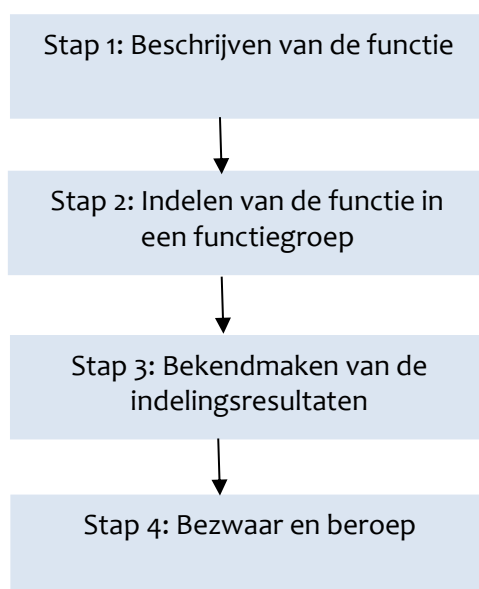 Stap 1: Beschrijven van de functie
Stap 2: Indelen van de functie in
een functiegroep
Stap 3: Bekendmaken van de
indelingsresultaten
Stap 4: Bezwaar en beroep